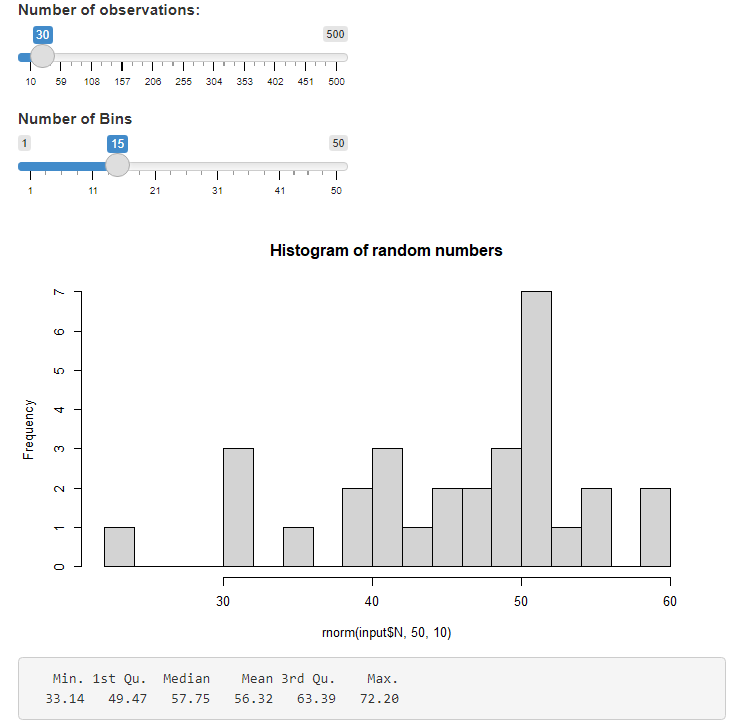 Number of observations:
30 500
10 59 108 157 206 255 304 353 402 451 500
Number of Bins
1 15 50
1 11 21 31 41 50
Histogram of random numbers
Frequency
7
6
5
4
3
2
1
0
30 40 50 60
rnorm(input$N, 50, 10)
Min. 1st Qu. Median Mean 3rd Qu. Max.
33.14 49.47 57.75 56.32 63.39 72.20